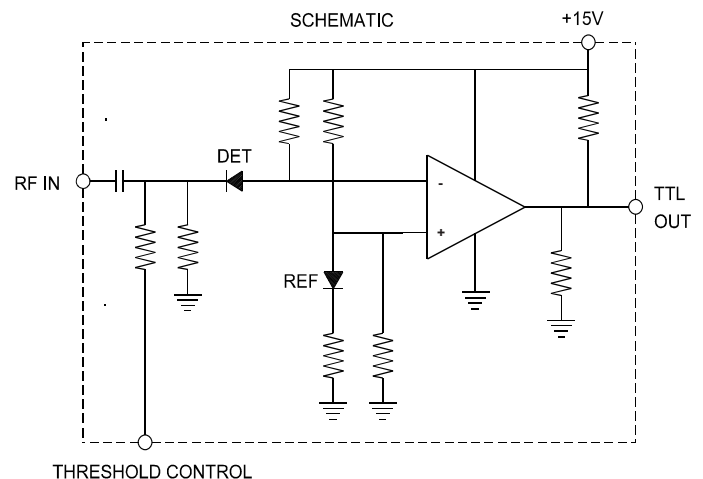 SCHEMATIC
+15V
DET
RF IN
-
TTL
OUT
+
REF
THRESHOLD CONTROL